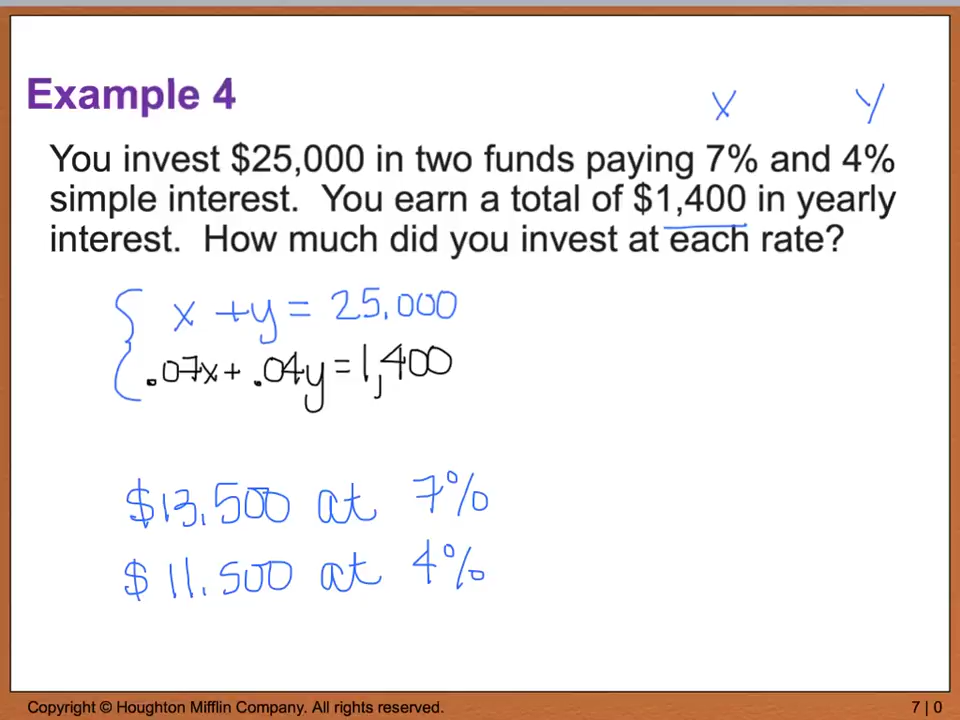 Example 4
X Y
You invest $25,000 in two funds paying 7% and 4%
simple interest. You earn a total of $1,400 in yearly
interest. How much did you invest at each rate?
x + y = 25,000
.07x + .04y = 1,400
$13,500 at 7%
$11,500 at 4%
Copyright © Houghton Mifflin Company. All rights reserved.
7 | 0